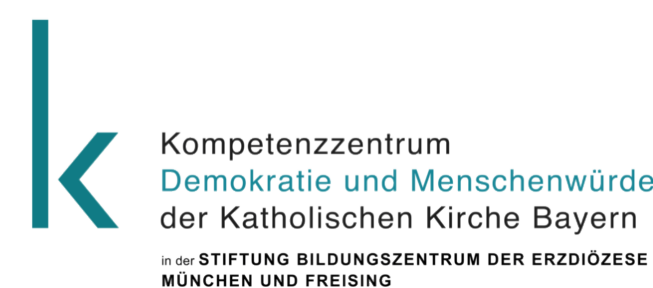 k
Kompetenzzentrum
Demokratie und Menschenwürde
der Katholischen Kirche Bayern
in der STIFTUNG BILDUNGSZENTRUM DER ERZDIÖZESE
MÜNCHEN UND FREISING